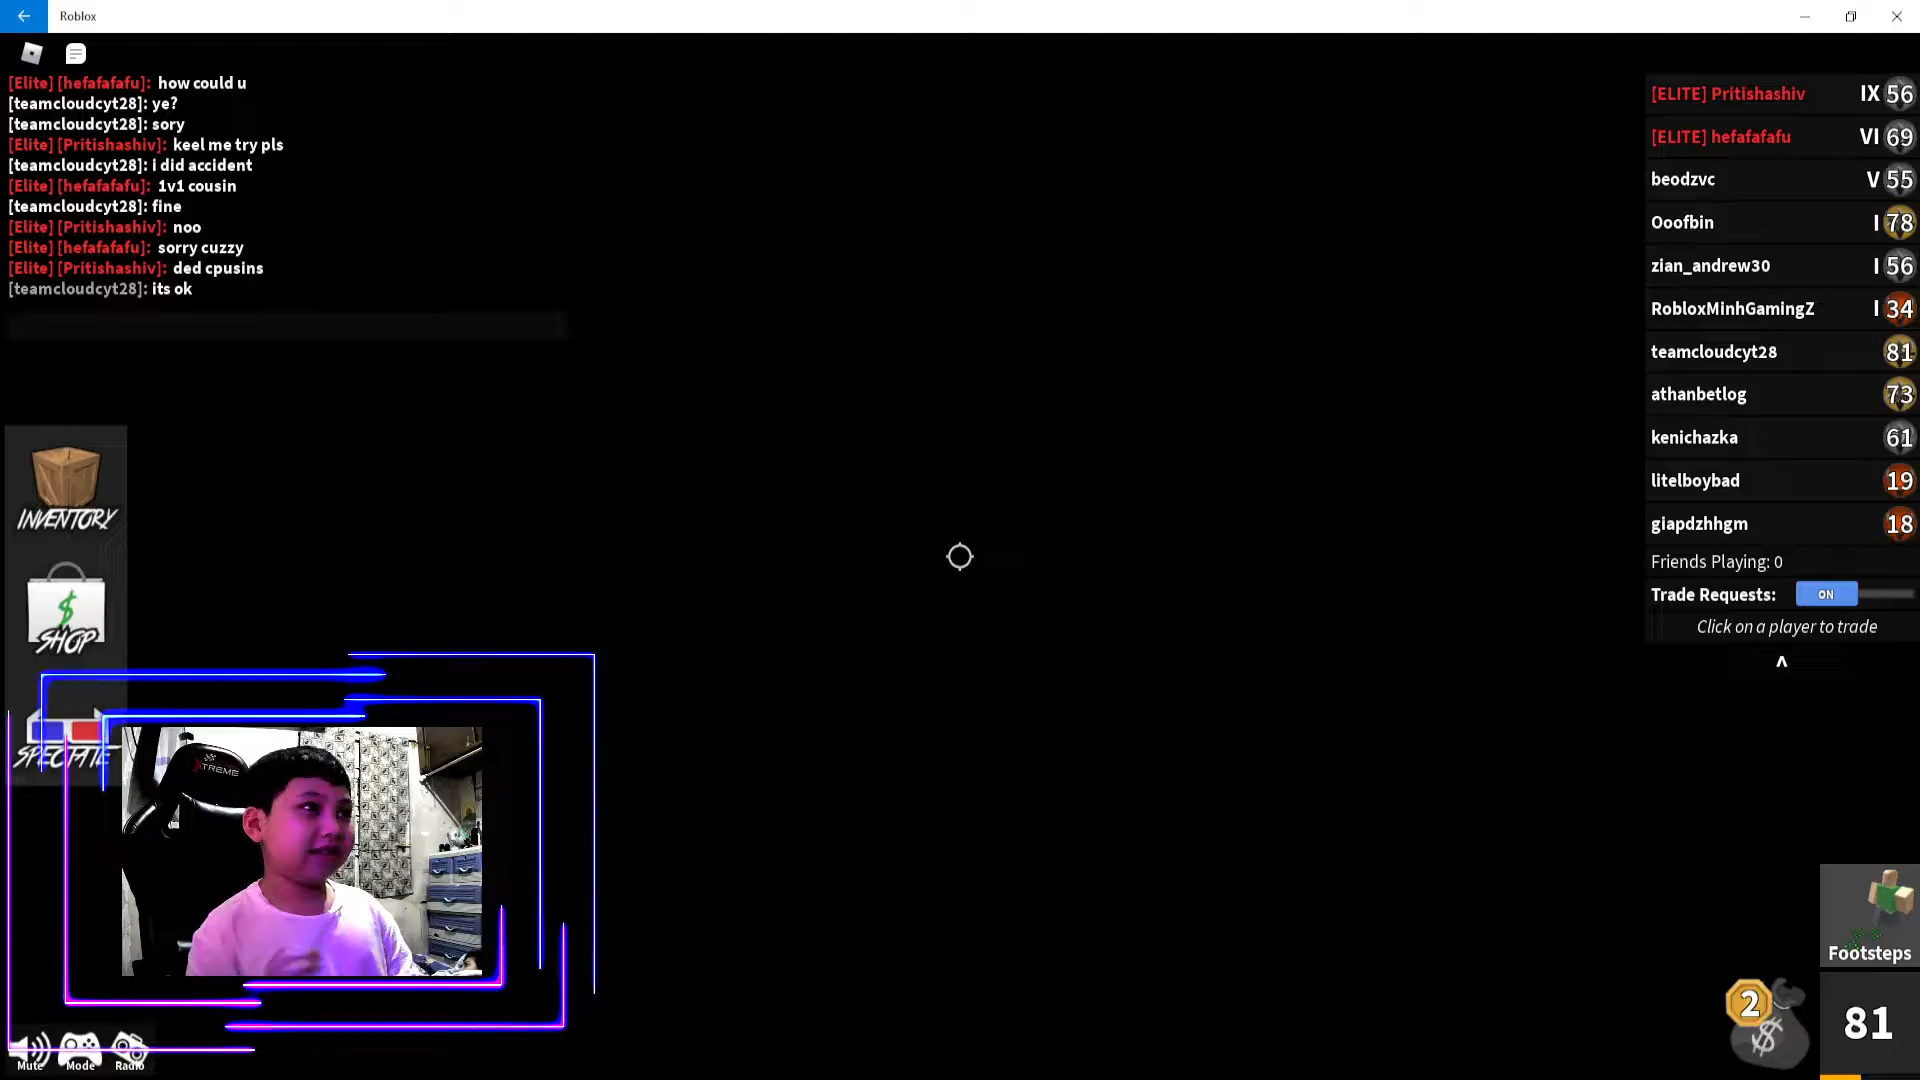 Roblox
[Elite] [hefafafafu]: how could u
[teamcloudcyt28]: ye?
[teamcloudcyt28]: sory
[Elite] [Pritishashiv]: keel me try pls
[teamcloudcyt28]: i did accident
[Elite] [hefafafafu]: 1v1 cousin
[teamcloudcyt28]: fine
[Elite] [Pritishashiv]: noo
[Elite] [hefafafafu]: sorry cuzzy
[Elite] [Pritishashiv]: ded cpusins
[teamcloudcyt28]: its ok
[ELITE] Pritishashiv IX 56
[ELITE] hefafafafu VI 69
beodzvc V 55
Ooofbin I 78
zian_andrew30 I 56
RobloxMinhGamingZ I 34
teamcloudcyt28 81
athanbetlog 73
kenichazka 61
litelboybad 19
giapdzhhgm 18
Friends Playing: 0
Trade Requests: ON
Click on a player to trade
INVENTORY
$
SHOP
SPECTATE
XTREME
Mute Mode Radio
Footsteps
2
$
81